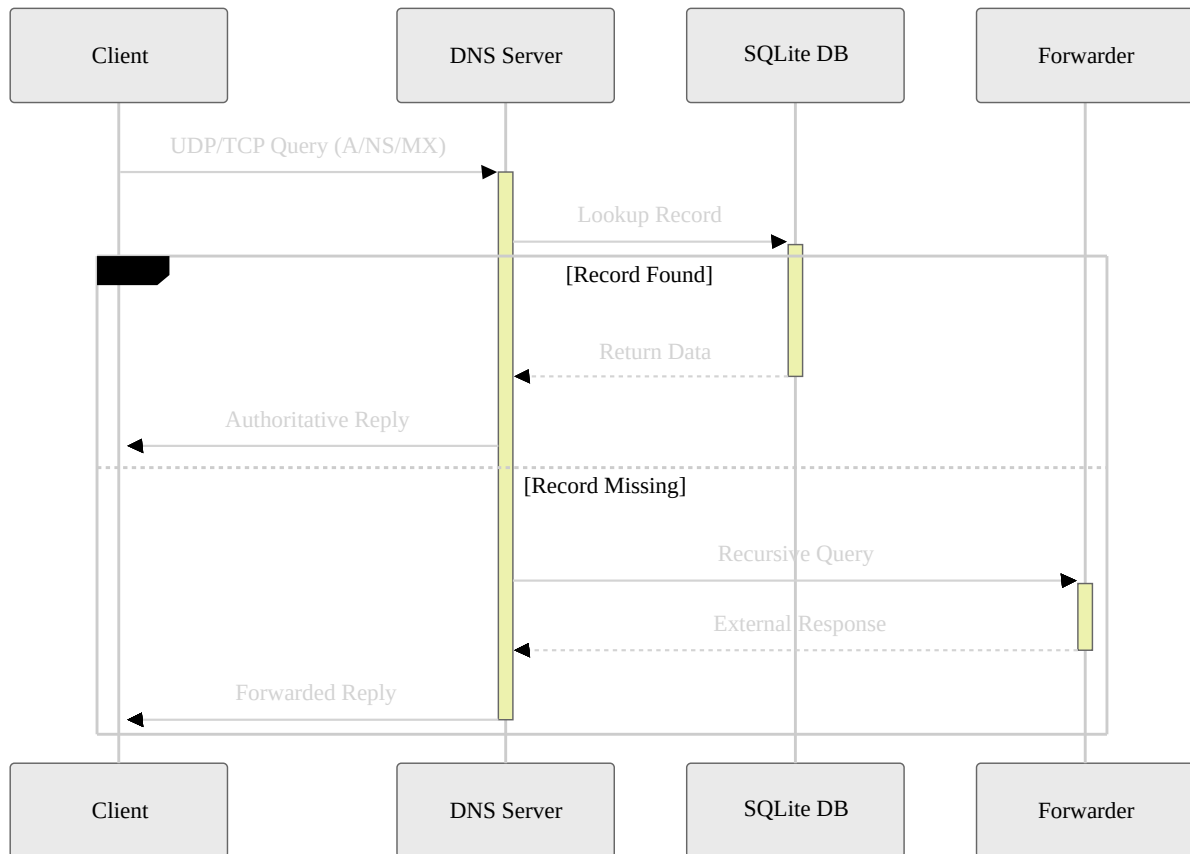 Client
DNS Server
SQLite DB
Forwarder
UDP/TCP Query (A/NS/MX)
Lookup Record
[Record Found]
Return Data
Authoritative Reply
[Record Missing]
Recursive Query
External Response
Forwarded Reply
Client
DNS Server
SQLite DB
Forwarder